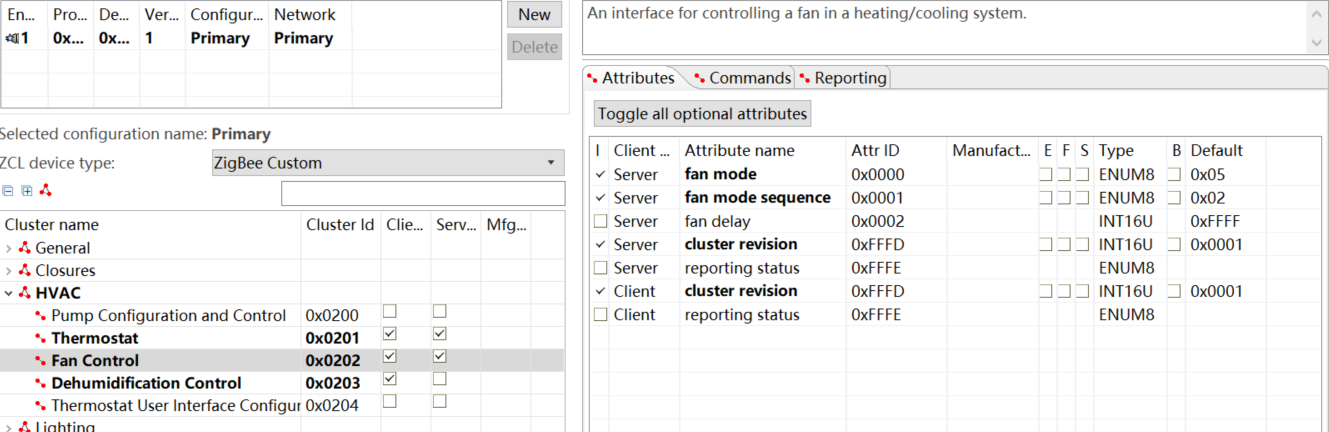 En... Pro... De... Ver... Configur... Network
1 0x... 0x... 1 Primary Primary
New
Delete
Selected configuration name: Primary
ZCL device type: ZigBee Custom
Cluster name Cluster Id Clie... Serv... Mfg...
General
Closures
HVAC
Pump Configuration and Control 0x0200
Thermostat 0x0201
Fan Control 0x0202
Dehumidification Control 0x0203
Thermostat User Interface Configur 0x0204
Lighting
An interface for controlling a fan in a heating/cooling system.
Attributes Commands Reporting
Toggle all optional attributes
I Client ... Attribute name Attr ID Manufact... E F S Type B Default
Server fan mode 0x0000 ENUM8 0x05
Server fan mode sequence 0x0001 ENUM8 0x02
Server fan delay 0x0002 INT16U 0xFFFF
Server cluster revision 0xFFFD INT16U 0x0001
Server reporting status 0xFFFE ENUM8
Client cluster revision 0xFFFD INT16U 0x0001
Client reporting status 0xFFFE ENUM8